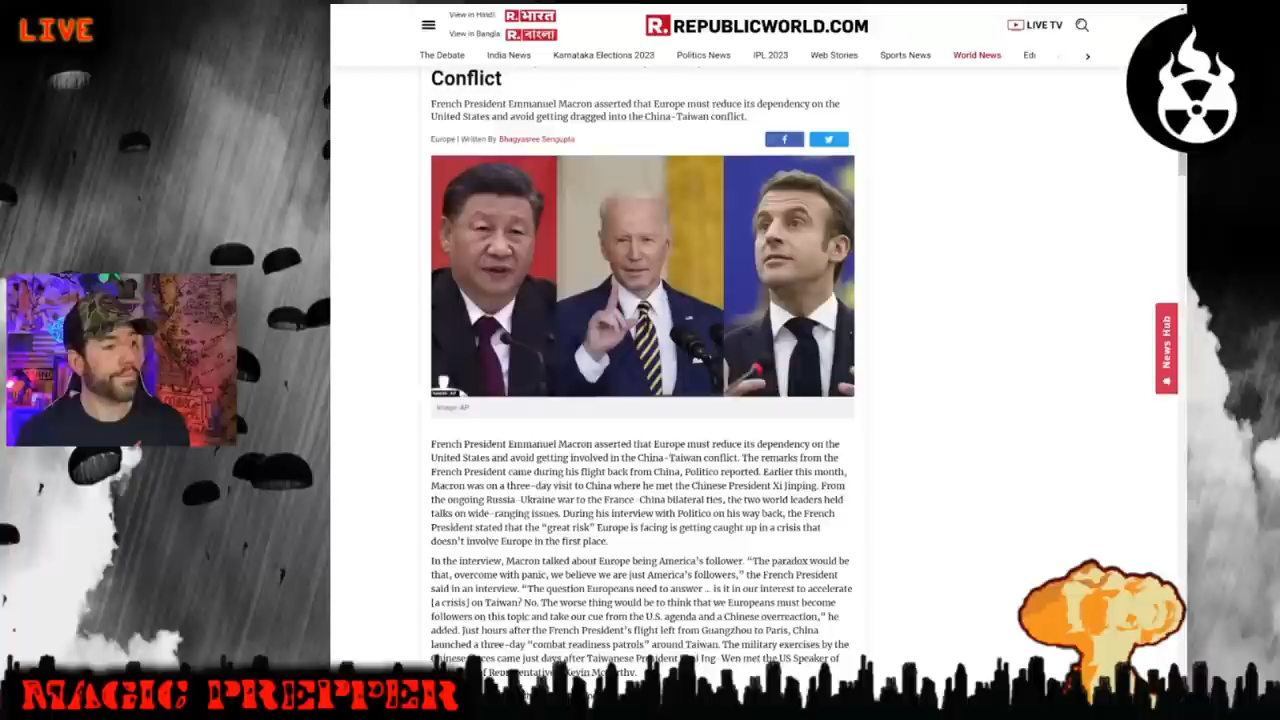 LIVE
View in Hindi:
R.भारत
View in Bangla:
R.বাংলা
R. REPUBLICWORLD.COM
LIVE TV
The Debate
India News
Karnataka Elections 2023
Politics News
IPL 2023
Web Stories
Sports News
World News
Conflict
French President Emmanuel Macron asserted that Europe must reduce its dependency on the
United States and avoid getting dragged into the China-Taiwan conflict.
Europe | Written By Bhagyasree Sengupta
Image: AP
News Hub
French President Emmanuel Macron asserted that Europe must reduce its dependency on the
United States and avoid getting involved in the China-Taiwan conflict. The remarks from the
French President came during his flight back from China, Politico reported. Earlier this month,
Macron was on a three-day visit to China where he met the Chinese President Xi Jinping. From
the ongoing Russia-Ukraine war to the France-China bilateral ties, the two world leaders held
talks on wide-ranging issues. During his interview with Politico on his way back, the French
President stated that the “great risk” Europe is facing is getting caught up in a crisis that
doesn’t involve Europe in the first place.
In the interview, Macron talked about Europe being America’s follower. “The paradox would be
that, overcome with panic, we believe we are just America’s followers,” the French President
said in an interview. “The question Europeans need to answer … is it in our interest to accelerate
[a crisis] on Taiwan? No. The worse thing would be to think that we Europeans must become
followers on this topic and take our cue from the U.S. agenda and a Chinese overreaction,” he
added. Just hours after the French President’s flight left from Guangzhou to Paris, China
launched a three-day “combat readiness patrols” around Taiwan. The military exercises by the
came just days after Taiwanese Ing-Wen met the US Speaker of
MAGIC PREPPER